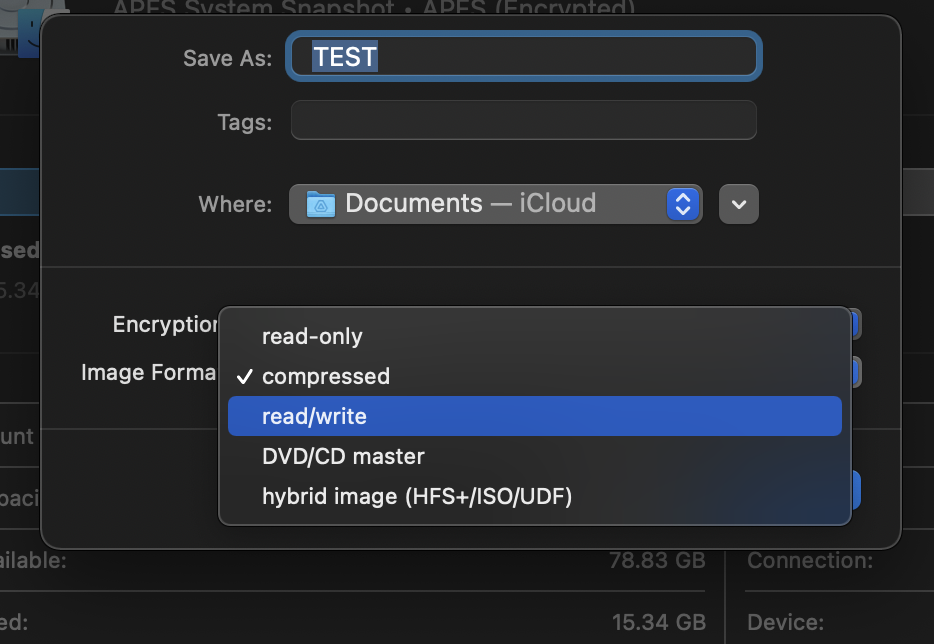 APFS System Snapshot • APFS (Encrypted)
Save As: TEST
Tags:
Where: Documents — iCloud
sed
5.34
Encryption
read-only
Image Forma
✓ compressed
read/write
unt
DVD/CD master
paci
hybrid image (HFS+/ISO/UDF)
ailable: 78.83 GB Connection:
ed: 15.34 GB Device: